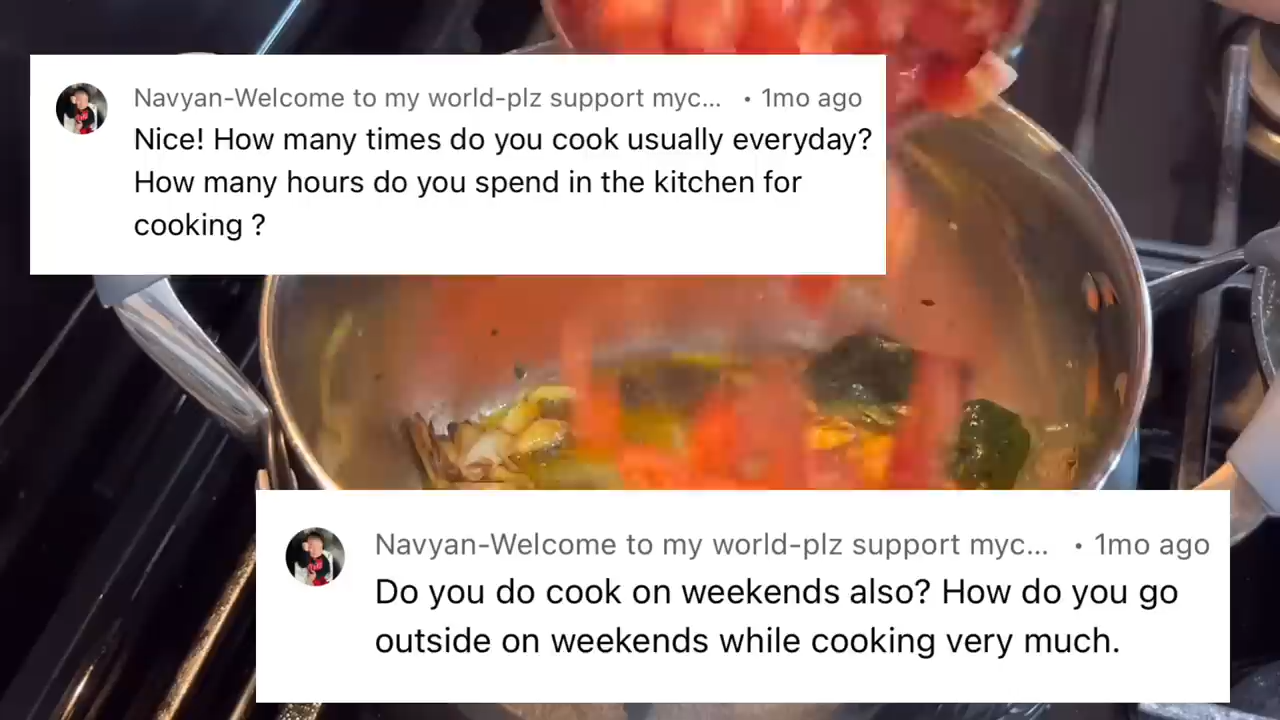 Navyan-Welcome to my world-plz support myc... • 1mo ago
Nice! How many times do you cook usually everyday?
How many hours do you spend in the kitchen for
cooking ?
Navyan-Welcome to my world-plz support myc... • 1mo ago
Do you do cook on weekends also? How do you go
outside on weekends while cooking very much.